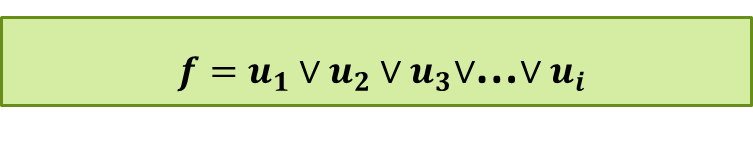 f = u₁ ∨ u₂ ∨ u₃∨…∨ uᵢ